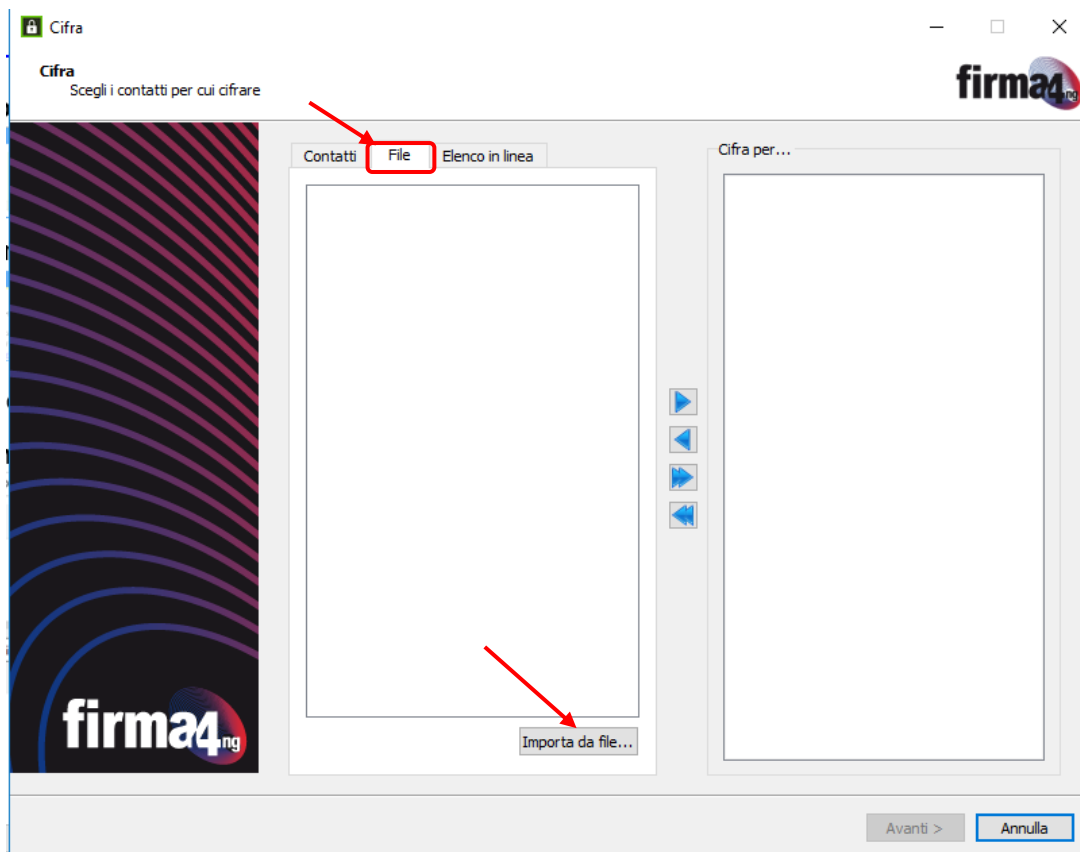 Cifra
Cifra
Scegli i contatti per cui cifrare
firma4ng
Contatti File Elenco in linea
Cifra per...
firma4ng
Importa da file...
Avanti > Annulla